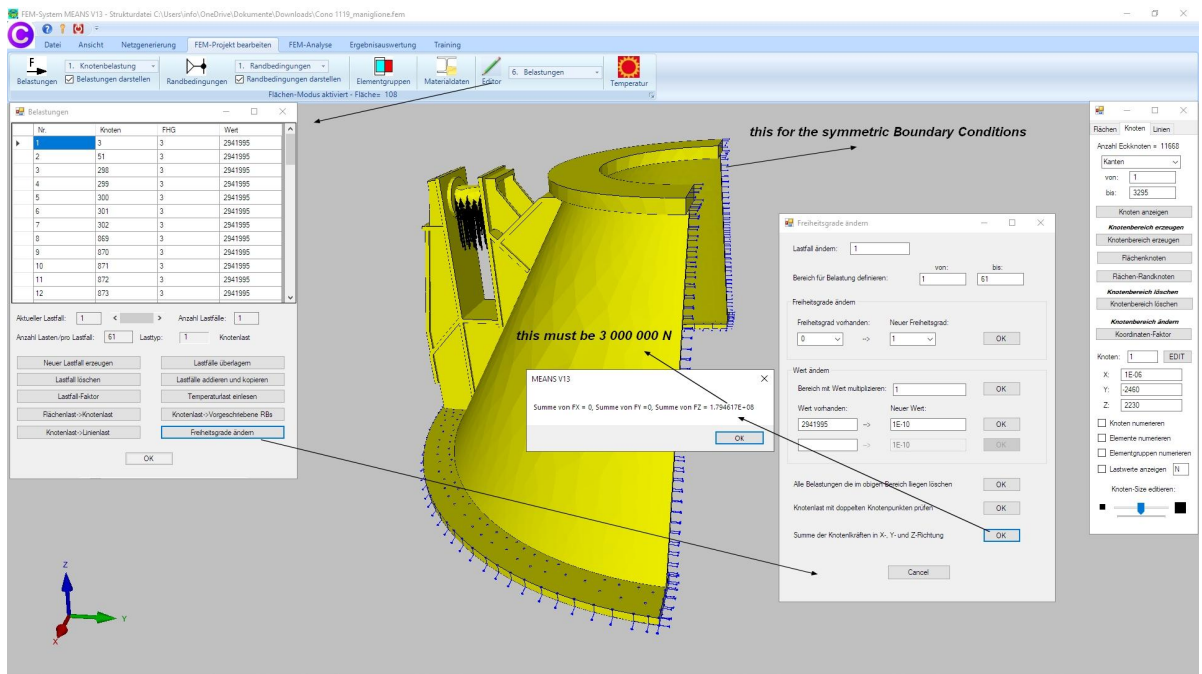 FEM-System MEANS V13 - Strukturdatei C:\Users\info\OneDrive\Dokumente\Downloads\Cono 1119_maniglione.fem
Datei Ansicht Netzgenerierung FEM-Projekt bearbeiten FEM-Analyse Ergebnisauswertung Training
F
Belastungen
1. Knotenbelastung
Belastungen darstellen
Randbedingungen
1. Randbedingungen
Randbedingungen darstellen
Elementgruppen
Materialdaten
Editor
6. Belastungen
Temperatur
Flächen-Modus aktiviert - Fläche= 108
Belastungen
Nr. Knoten FHG Wert
1 3 3 2941995
2 51 3 2941995
3 298 3 2941995
4 299 3 2941995
5 300 3 2941995
6 301 3 2941995
7 302 3 2941995
8 869 3 2941995
9 870 3 2941995
10 871 3 2941995
11 872 3 2941995
12 873 3 2941995
Aktueller Lastfall: 1 < > Anzahl Lastfälle: 1
Anzahl Lasten/pro Lastfall: 61 Lasttyp: 1 Knotenlast
Neuer Lastfall erzeugen Lastfälle überlagern
Lastfall löschen Lastfälle addieren und kopieren
Lastfall-Faktor Temperaturlast einlesen
Flächenlast->Knotenlast Knotenlast->Vorgeschriebene RBs
Knotenlast->Linienlast Freiheitsgrade ändern
OK
this for the symmetric Boundary Conditions
this must be 3 000 000 N
MEANS V13
Summe von FX = 0, Summe von FY =0, Summe von FZ = 1.794617E+08
OK
Freiheitsgrade ändern
Lastfall ändern: 1
von: bis:
Bereich für Belastung definieren: 1 61
Freiheitsgrade ändern
Freiheitsgrad vorhanden: Neuer Freiheitsgrad:
0 -> 1 OK
Wert ändern
Bereich mit Wert multiplizieren: 1 OK
Wert vorhanden: Neuer Wert:
2941995 -> 1E-10 OK
-> 1E-10 OK
Alle Belastungen die im obigen Bereich liegen löschen OK
Knotenlast mit doppelten Knotenpunkten prüfen OK
Summe der Knotenlkräften in X-, Y- und Z-Richtung OK
Cancel
Flächen Knoten Linien
Anzahl Eckknoten = 11668
Kanten
von: 1
bis: 3295
Knoten anzeigen
Knotenbereich erzeugen
Knotenbereich erzeugen
Flächenknoten
Flächen-Randknoten
Knotenbereich löschen
Knotenbereich löschen
Knotenbereich ändern
Koordinaten-Faktor
Knoten: 1 EDIT
X: 1E-06
Y: -2460
Z: 2230
Knoten numerieren
Elemente numerieren
Elementgruppen numerieren
Lastwerte anzeigen N
Knoten-Size editieren:
Z
Y
X